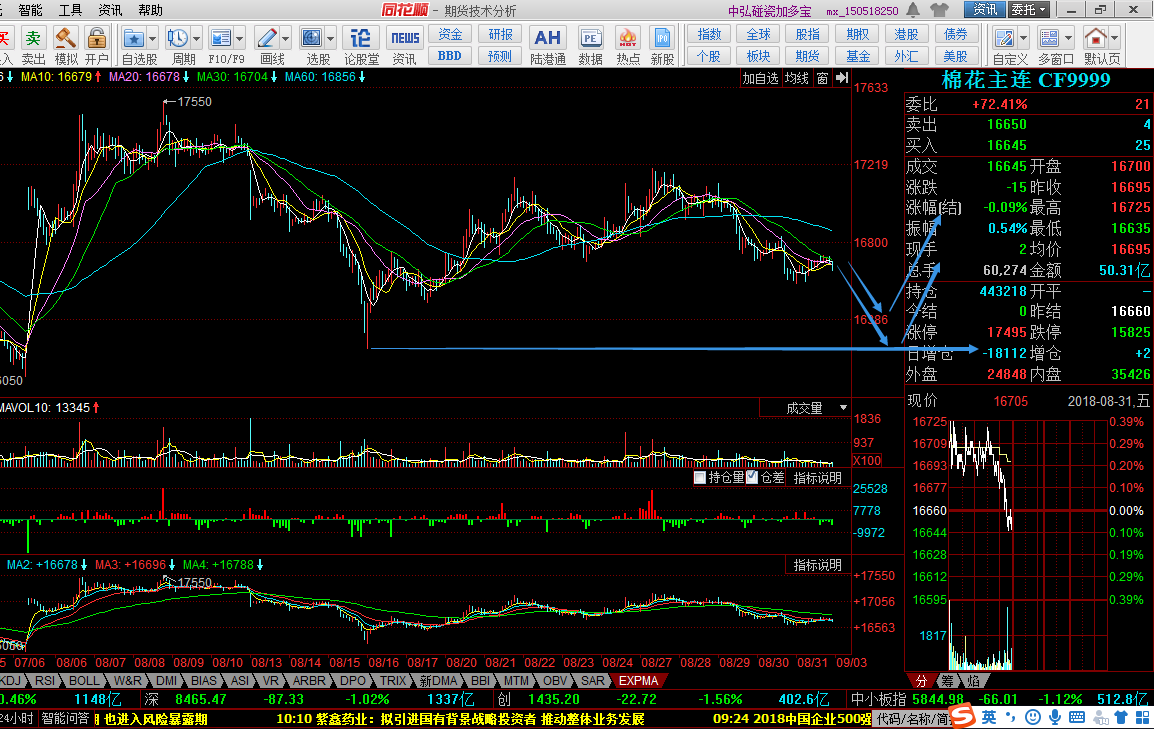 智能 工具 资讯 帮助 同花顺 - 期货技术分析 中弘碰瓷加多宝 mx_150518250 资讯 委托
买 卖 资金 研报 AH PE IPO 指数 全球 股指 期权 港股 债券
NEWS BBD 预测 HOT 个股 板块 期货 基金 外汇 美股
入 卖出 模拟 开户 自选股 周期 F10/F9 画线 选股 论股堂 资讯 陆港通 数据 热点 新股 自定义 多窗口 默认页
MA10: 16679 MA20: 16678 MA30: 16704 MA60: 16856 加自选 均线 窗
17550
17633
17219
16800
16386
6050
棉花主连 CF9999
委比 +72.41% 21
卖出 16650 4
买入 16645 25
成交 16645 开盘 16700
涨跌 -15 昨收 16695
涨幅[结] -0.09% 最高 16725
振幅 0.54% 最低 16635
现手 2 均价 16695
总手 60,274 金额 50.31亿
持仓 443218 开平 —
今结 0 昨结 16660
涨停 17495 跌停 15825
日增仓 -18112 增仓 +2
外盘 24848 内盘 35426
MAVOL10: 13345 成交量
1836
937
X100
持仓量 仓差 指标说明
25528
7778
-9972
MA2: +16678 MA3: +16696 MA4: +16788 指标说明
17550
+17550
+17056
+16563
现价 16705 2018-08-31,五
16725 0.39%
16709 0.29%
16693 0.20%
16677 0.10%
16660 0.00%
16644 0.10%
16628 0.19%
16612 0.29%
16595 0.39%
1817
07/06 08/06 08/07 08/08 08/09 08/10 08/13 08/14 08/15 08/16 08/17 08/20 08/21 08/22 08/23 08/24 08/27 08/28 08/29 08/30 08/31 09/03
KDJ RSI BOLL W&R DMI BIAS ASI VR ARBR DPO TRIX 新DMA BBI MTM OBV SAR EXPMA 分 筹 焰
0.46% 1148亿 深 8465.47 -87.33 -1.02% 1337亿 创 1435.20 -22.72 -1.56% 402.6亿 中小板指 5844.98 -66.01 -1.12% 512.8亿
24小时 智能问答 也进入风险暴露期 10:10 紫鑫药业：拟引进国有背景战略投资者 推动整体业务发展 09:24 2018中国企业500强 代码/名称/简 英